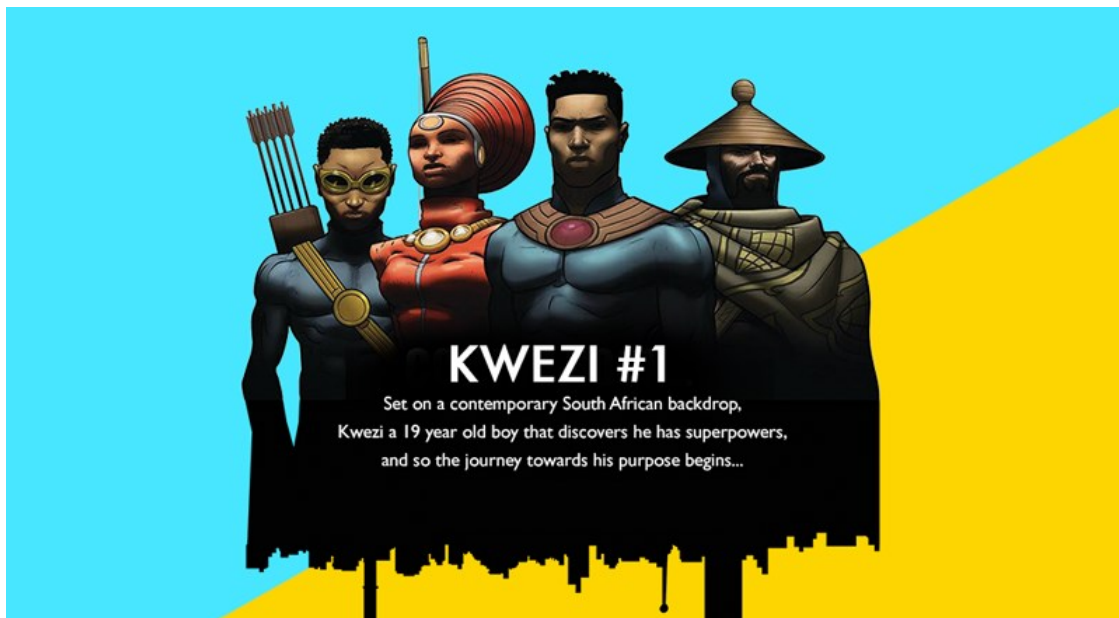 KWEZI #1
Set on a contemporary South African backdrop,
Kwezi a 19 year old boy that discovers he has superpowers,
and so the journey towards his purpose begins...